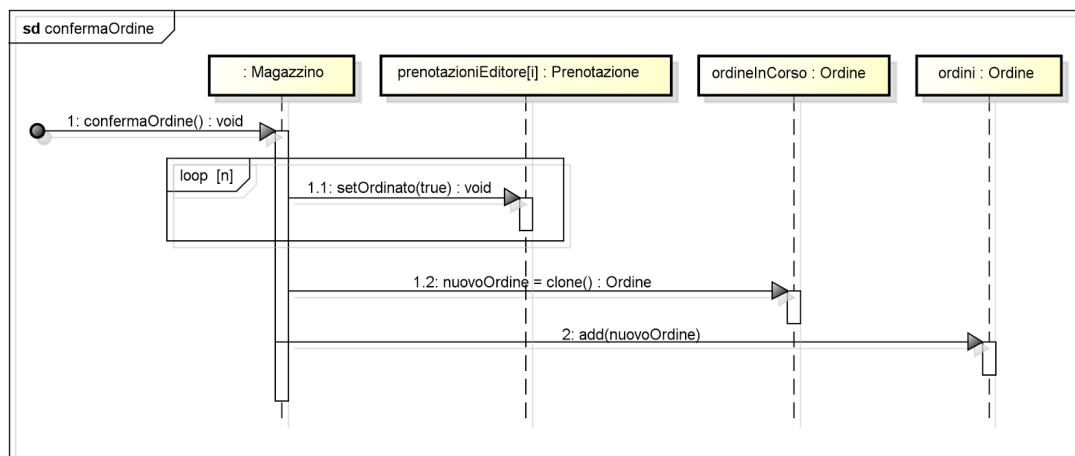 sd confermaOrdine
: Magazzino
prenotazioniEditore[i] : Prenotazione
ordineInCorso : Ordine
ordini : Ordine
1: confermaOrdine() : void
loop [n]
1.1: setOrdinato(true) : void
1.2: nuovoOrdine = clone() : Ordine
2: add(nuovoOrdine)